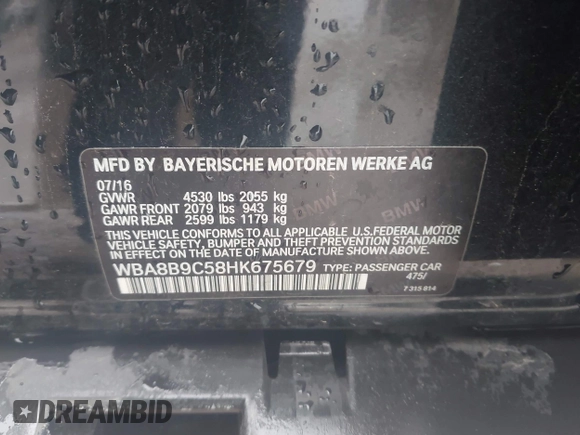 MFD BY BAYERISCHE MOTOREN WERKE AG
07/16
GVWR 4530 lbs 2055 kg
GAWR FRONT 2079 lbs 943 kg
GAWR REAR 2599 lbs 1179 kg
THIS VEHICLE CONFORMS TO ALL APPLICABLE U.S.FEDERAL MOTOR
VEHICLE SAFETY, BUMPER AND THEFT PREVENTION STANDARDS
IN EFFECT ON THE DATE OF MANUFACTURE SHOWN ABOVE.
WBA8B9C58HK675679 TYPE: PASSENGER CAR
475/
7 315 814
BMW
BMW
DREAMBID